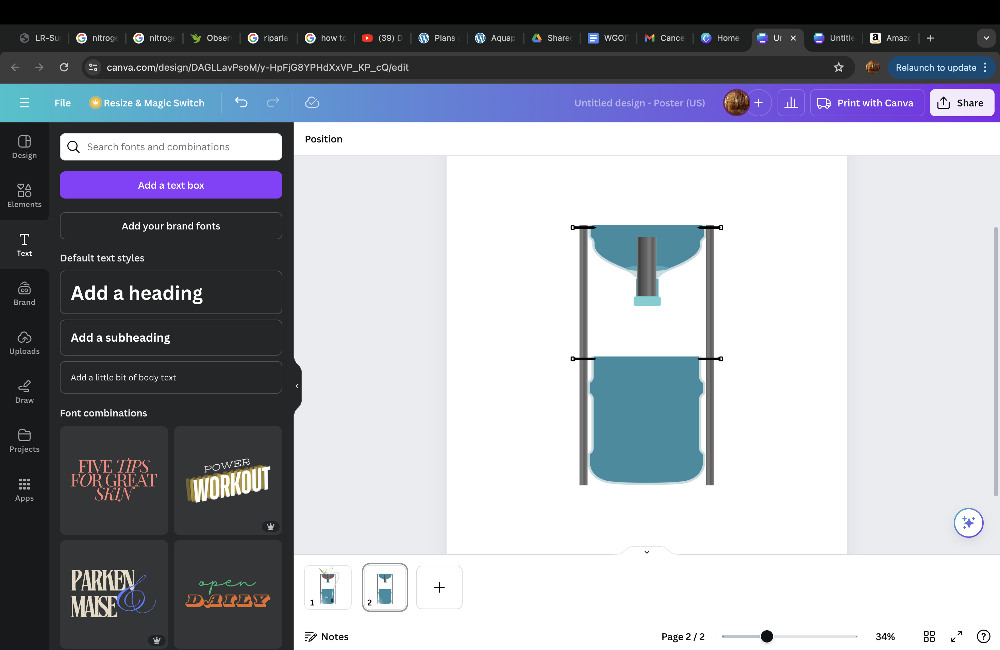 LR-Su
nitroge
nitroge
Obser
riparia
how to
(39) D
Plans
Aquap
Shared
WGOI
Cance
Home
Un
Untitle
Amazo
canva.com/design/DAGLLavPsoM/y-HpFjG8YPHdXxVP_KP_cQ/edit
Relaunch to update
File
Resize & Magic Switch
Untitled design - Poster (US)
Print with Canva
Share
Design
Elements
Text
Brand
Uploads
Draw
Projects
Apps
Search fonts and combinations
Add a text box
Add your brand fonts
Default text styles
Add a heading
Add a subheading
Add a little bit of body text
Font combinations
FIVE TIPS
FOR GREAT
SKIN
POWER
WORKOUT
PARKEN
&
MAISE
open
DAILY
CO
Position
1
2
Notes
Page 2 / 2
34%